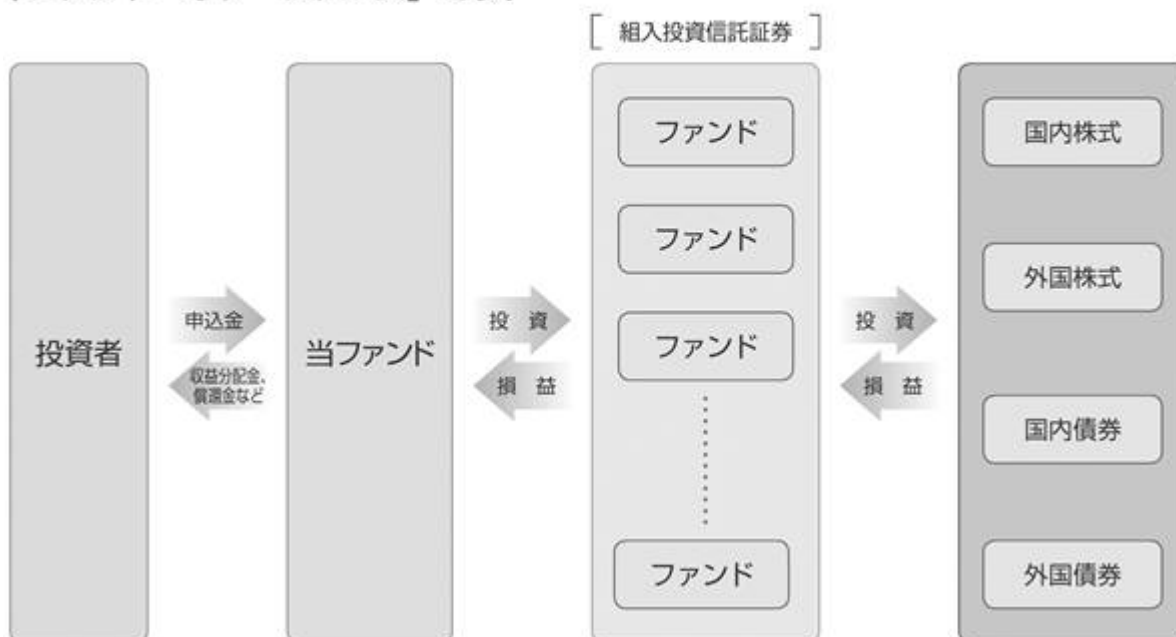 [ 組入投資信託証券 ]
投資者
申込金
収益分配金、
償還金など
当ファンド
投 資
損 益
ファンド
ファンド
ファンド
ファンド
投 資
損 益
国内株式
外国株式
国内債券
外国債券